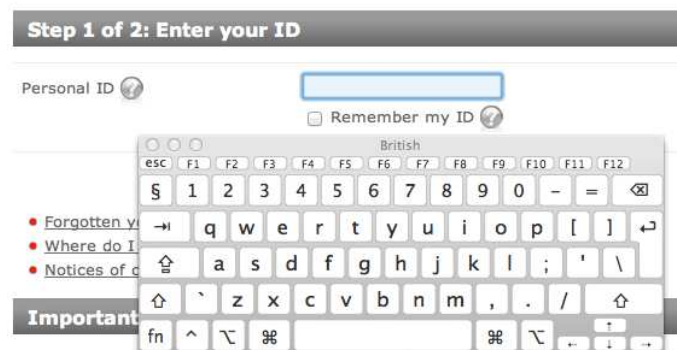 Step 1 of 2: Enter your ID
Personal ID ?
Remember my ID ?
British
esc F1 F2 F3 F4 F5 F6 F7 F8 F9 F10 F11 F12
§ 1 2 3 4 5 6 7 8 9 0 - =
q w e r t y u i o p [ ]
a s d f g h j k l ; ' \
` z x c v b n m , . /
fn ^ ⌥ ⌘ ⌘ ⌥
Forgotten
Where do I
Notices of
Important